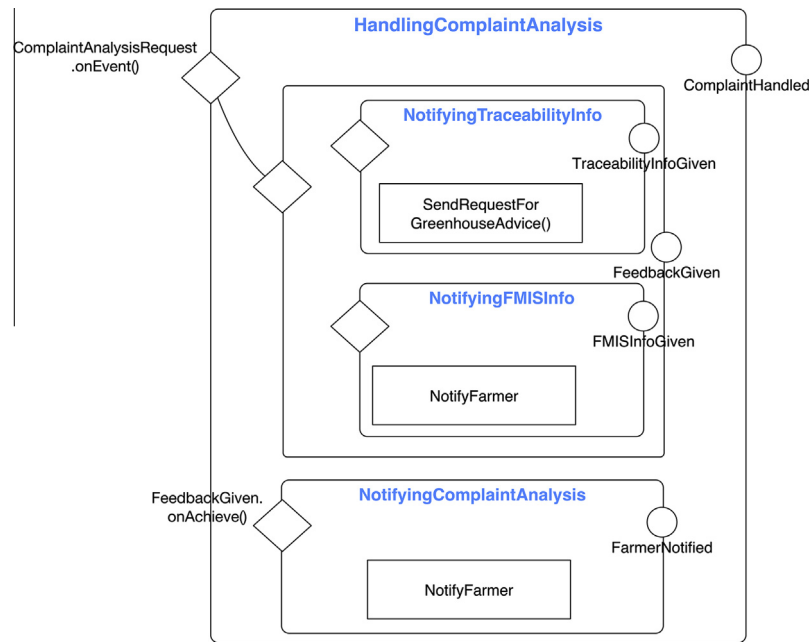 HandlingComplaintAnalysis
ComplaintAnalysisRequest
.onEvent()
ComplaintHandled
NotifyingTraceabilityInfo
TraceabilityInfoGiven
SendRequestFor
GreenhouseAdvice()
FeedbackGiven
NotifyingFMISInfo
FMISInfoGiven
NotifyFarmer
FeedbackGiven.
onAchieve()
NotifyingComplaintAnalysis
FarmerNotified
NotifyFarmer